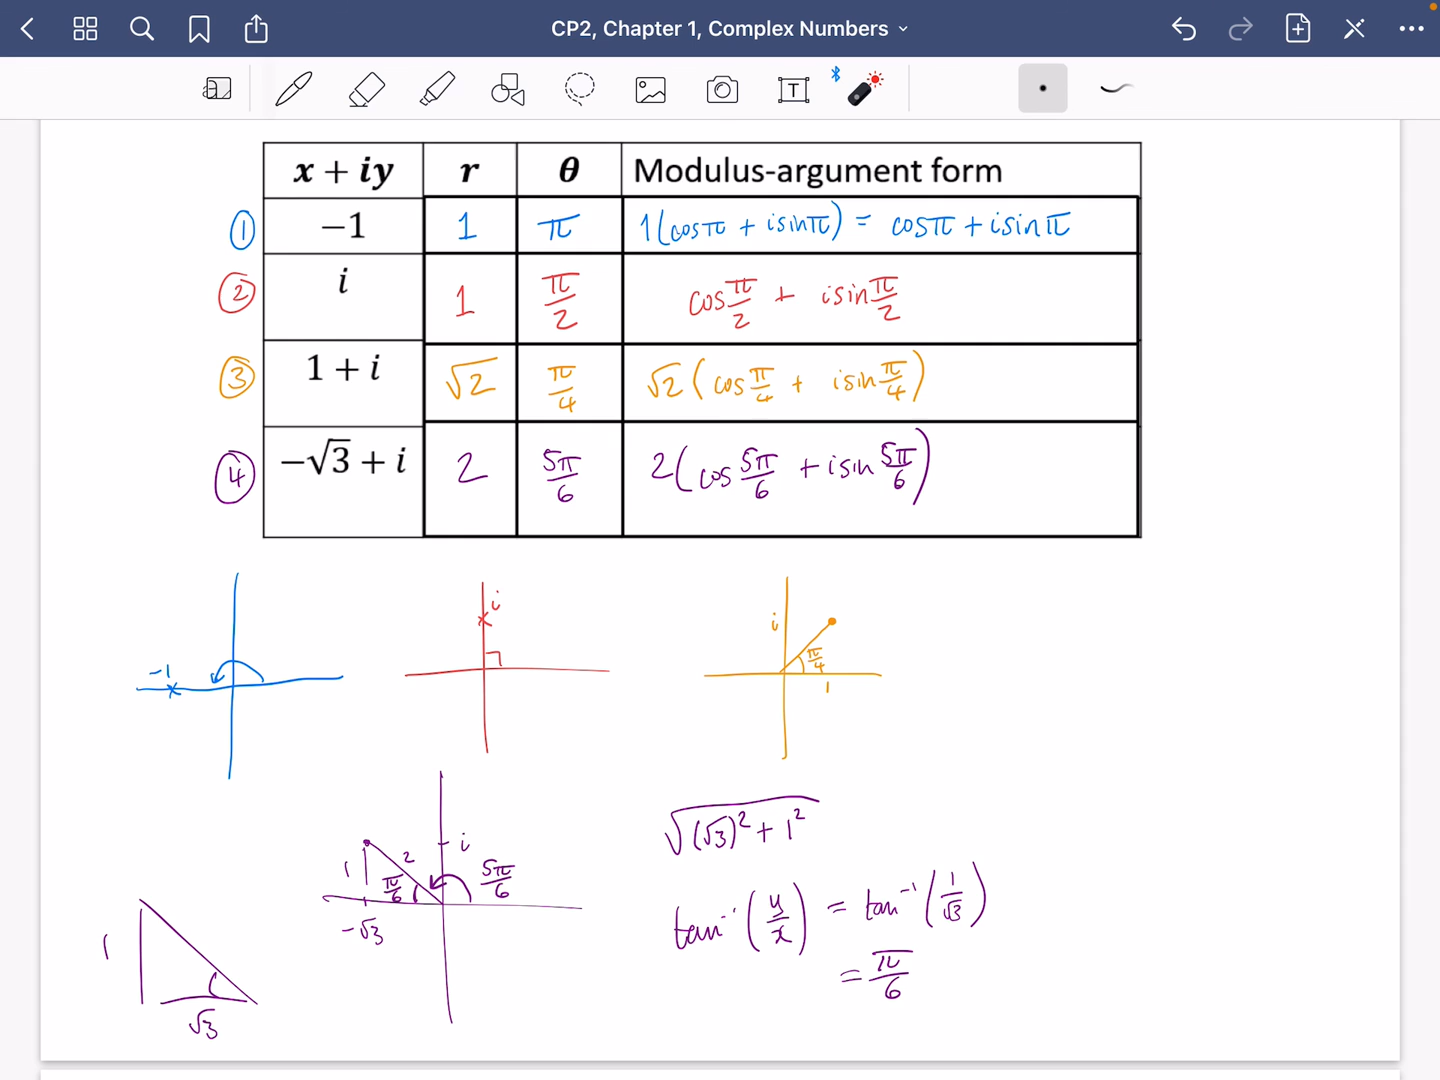 CP2, Chapter 1, Complex Numbers
x + iy r θ Modulus-argument form
① −1 1 π 1(cosπ + isinπ) = cosπ + isinπ
② i 1 π/2 cos π/2 + isin π/2
③ 1 + i √2 π/4 √2(cos π/4 + isin π/4)
④ −√3 + i 2 5π/6 2(cos 5π/6 + isin 5π/6)
−1
i
i π/4 1
1 2 π/6 −√3 i 5π/6
√((√3)² + 1²)
tan⁻¹(y/x) = tan⁻¹(1/√3)
= π/6
1
√3